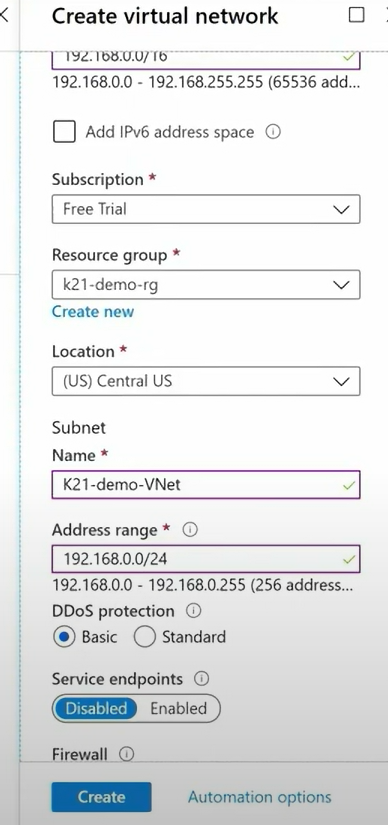 Create virtual network
192.168.0.0/16
192.168.0.0 - 192.168.255.255 (65536 add...
Add IPv6 address space
Subscription *
Free Trial
Resource group *
k21-demo-rg
Create new
Location *
(US) Central US
Subnet
Name *
K21-demo-VNet
Address range *
192.168.0.0/24
192.168.0.0 - 192.168.0.255 (256 address...
DDoS protection
Basic Standard
Service endpoints
Disabled Enabled
Firewall
Create Automation options